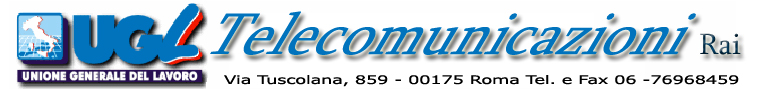 UGL Telecomunicazioni Rai
UNIONE GENERALE DEL LAVORO
Via Tuscolana, 859 - 00175 Roma Tel. e Fax 06 -76968459